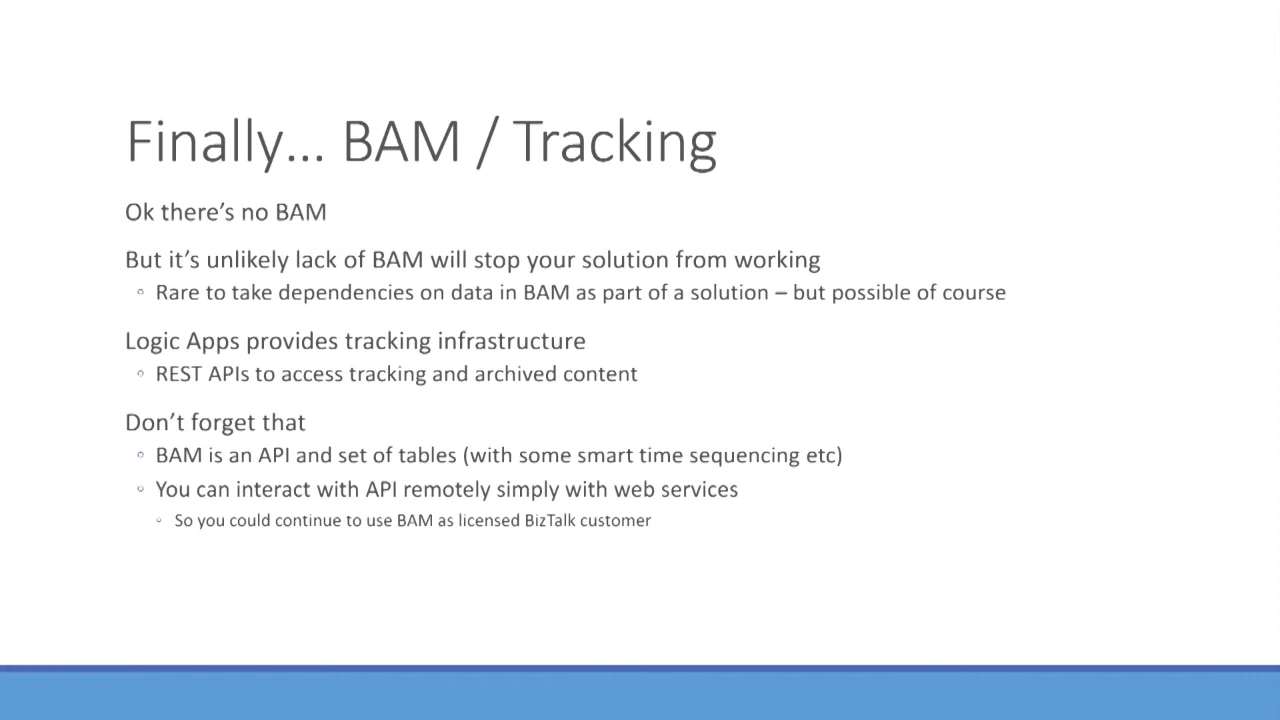 Finally… BAM / Tracking
Ok there's no BAM
But it's unlikely lack of BAM will stop your solution from working
◦ Rare to take dependencies on data in BAM as part of a solution – but possible of course
Logic Apps provides tracking infrastructure
◦ REST APIs to access tracking and archived content
Don't forget that
◦ BAM is an API and set of tables (with some smart time sequencing etc)
◦ You can interact with API remotely simply with web services
◦ So you could continue to use BAM as licensed BizTalk customer